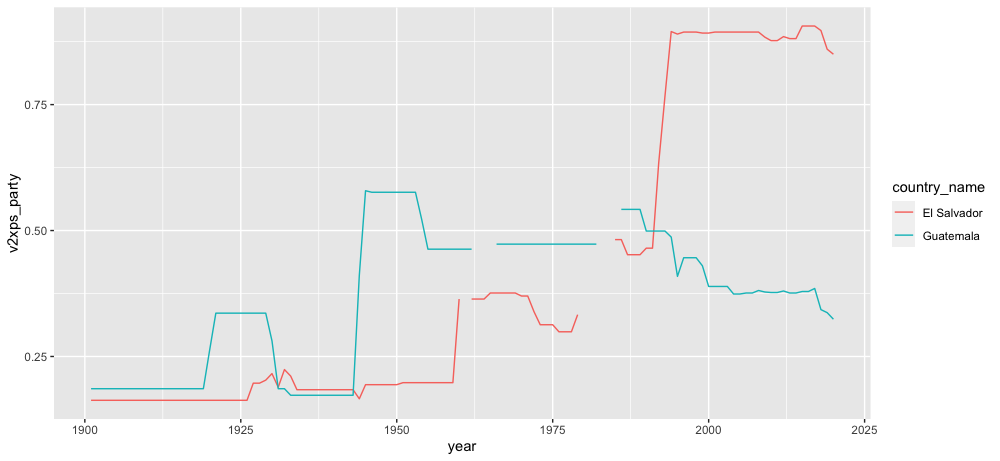 v2xps_party
0.75
0.50
0.25
1900 1925 1950 1975 2000 2025
year
country_name
El Salvador
Guatemala